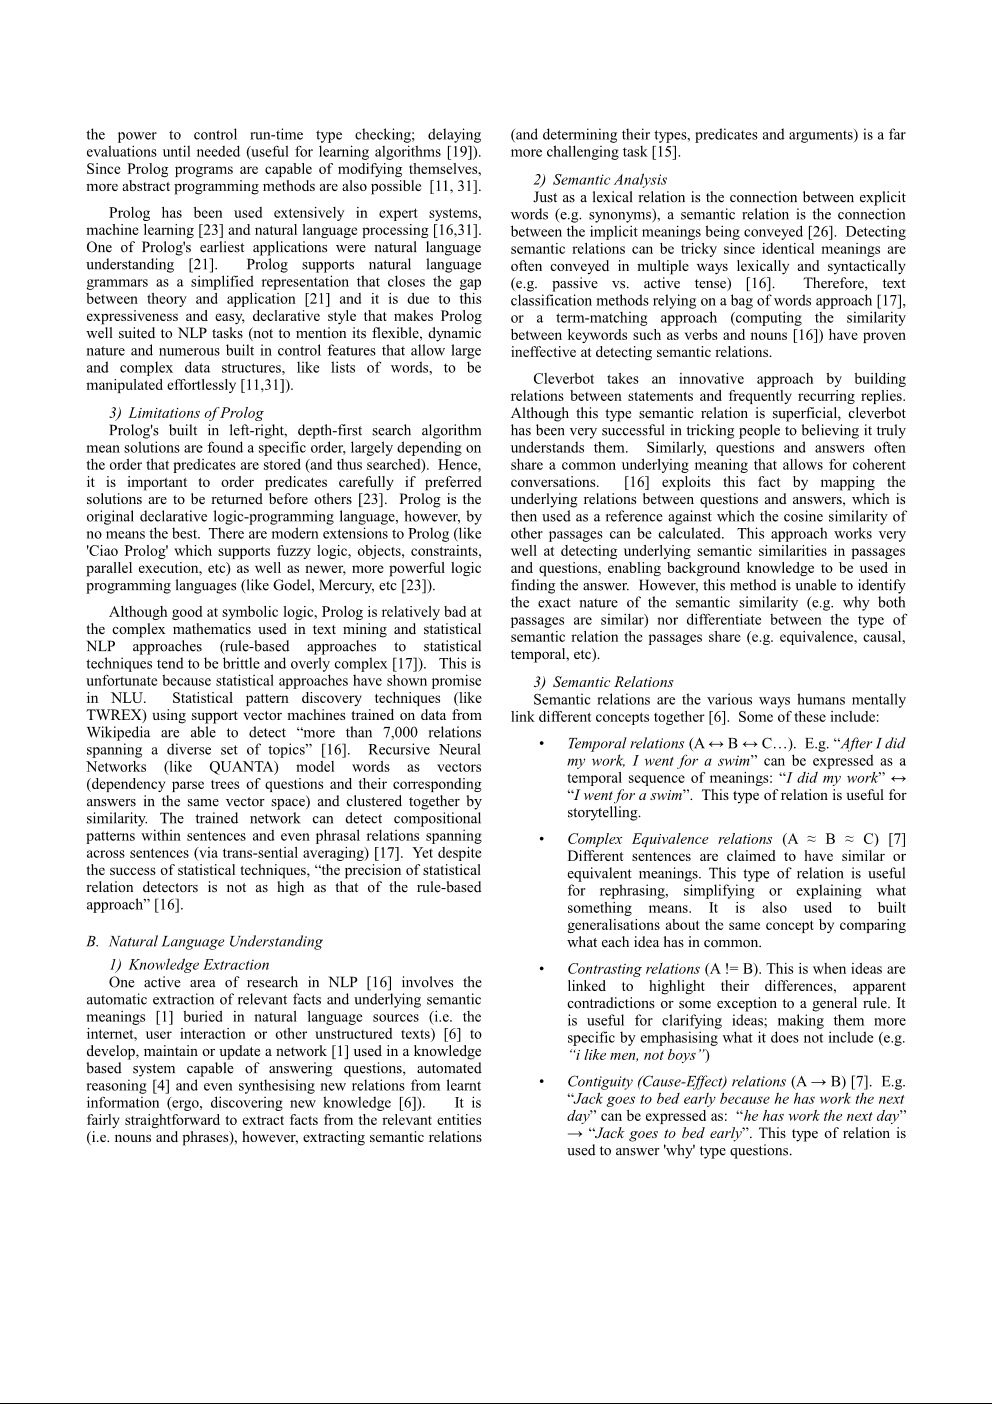 the power to control run-time type checking; delaying
evaluations until needed (useful for learning algorithms [19]).
Since Prolog programs are capable of modifying themselves,
more abstract programming methods are also possible [11, 31].
Prolog has been used extensively in expert systems,
machine learning [23] and natural language processing [16,31].
One of Prolog's earliest applications were natural language
understanding [21]. Prolog supports natural language
grammars as a simplified representation that closes the gap
between theory and application [21] and it is due to this
expressiveness and easy, declarative style that makes Prolog
well suited to NLP tasks (not to mention its flexible, dynamic
nature and numerous built in control features that allow large
and complex data structures, like lists of words, to be
manipulated effortlessly [11,31]).
3) Limitations of Prolog
Prolog's built in left-right, depth-first search algorithm
mean solutions are found a specific order, largely depending on
the order that predicates are stored (and thus searched). Hence,
it is important to order predicates carefully if preferred
solutions are to be returned before others [23]. Prolog is the
original declarative logic-programming language, however, by
no means the best. There are modern extensions to Prolog (like
'Ciao Prolog' which supports fuzzy logic, objects, constraints,
parallel execution, etc) as well as newer, more powerful logic
programming languages (like Godel, Mercury, etc [23]).
Although good at symbolic logic, Prolog is relatively bad at
the complex mathematics used in text mining and statistical
NLP approaches (rule-based approaches to statistical
techniques tend to be brittle and overly complex [17]). This is
unfortunate because statistical approaches have shown promise
in NLU. Statistical pattern discovery techniques (like
TWREX) using support vector machines trained on data from
Wikipedia are able to detect “more than 7,000 relations
spanning a diverse set of topics” [16]. Recursive Neural
Networks (like QUANTA) model words as vectors
(dependency parse trees of questions and their corresponding
answers in the same vector space) and clustered together by
similarity. The trained network can detect compositional
patterns within sentences and even phrasal relations spanning
across sentences (via trans-sential averaging) [17]. Yet despite
the success of statistical techniques, “the precision of statistical
relation detectors is not as high as that of the rule-based
approach” [16].
B. Natural Language Understanding
1) Knowledge Extraction
One active area of research in NLP [16] involves the
automatic extraction of relevant facts and underlying semantic
meanings [1] buried in natural language sources (i.e. the
internet, user interaction or other unstructured texts) [6] to
develop, maintain or update a network [1] used in a knowledge
based system capable of answering questions, automated
reasoning [4] and even synthesising new relations from learnt
information (ergo, discovering new knowledge [6]). It is
fairly straightforward to extract facts from the relevant entities
(i.e. nouns and phrases), however, extracting semantic relations
(and determining their types, predicates and arguments) is a far
more challenging task [15].
2) Semantic Analysis
Just as a lexical relation is the connection between explicit
words (e.g. synonyms), a semantic relation is the connection
between the implicit meanings being conveyed [26]. Detecting
semantic relations can be tricky since identical meanings are
often conveyed in multiple ways lexically and syntactically
(e.g. passive vs. active tense) [16]. Therefore, text
classification methods relying on a bag of words approach [17],
or a term-matching approach (computing the similarity
between keywords such as verbs and nouns [16]) have proven
ineffective at detecting semantic relations.
Cleverbot takes an innovative approach by building
relations between statements and frequently recurring replies.
Although this type semantic relation is superficial, cleverbot
has been very successful in tricking people to believing it truly
understands them. Similarly, questions and answers often
share a common underlying meaning that allows for coherent
conversations. [16] exploits this fact by mapping the
underlying relations between questions and answers, which is
then used as a reference against which the cosine similarity of
other passages can be calculated. This approach works very
well at detecting underlying semantic similarities in passages
and questions, enabling background knowledge to be used in
finding the answer. However, this method is unable to identify
the exact nature of the semantic similarity (e.g. why both
passages are similar) nor differentiate between the type of
semantic relation the passages share (e.g. equivalence, causal,
temporal, etc).
3) Semantic Relations
Semantic relations are the various ways humans mentally
link different concepts together [6]. Some of these include:
• Temporal relations (A ↔ B ↔ C…). E.g. “After I did
my work, I went for a swim” can be expressed as a
temporal sequence of meanings: “I did my work” ↔
“I went for a swim”. This type of relation is useful for
storytelling.
• Complex Equivalence relations (A ≈ B ≈ C) [7]
Different sentences are claimed to have similar or
equivalent meanings. This type of relation is useful
for rephrasing, simplifying or explaining what
something means. It is also used to built
generalisations about the same concept by comparing
what each idea has in common.
• Contrasting relations (A != B). This is when ideas are
linked to highlight their differences, apparent
contradictions or some exception to a general rule. It
is useful for clarifying ideas; making them more
specific by emphasising what it does not include (e.g.
“i like men, not boys”)
• Contiguity (Cause-Effect) relations (A → B) [7]. E.g.
“Jack goes to bed early because he has work the next
day” can be expressed as: “he has work the next day”
→ “Jack goes to bed early”. This type of relation is
used to answer 'why' type questions.